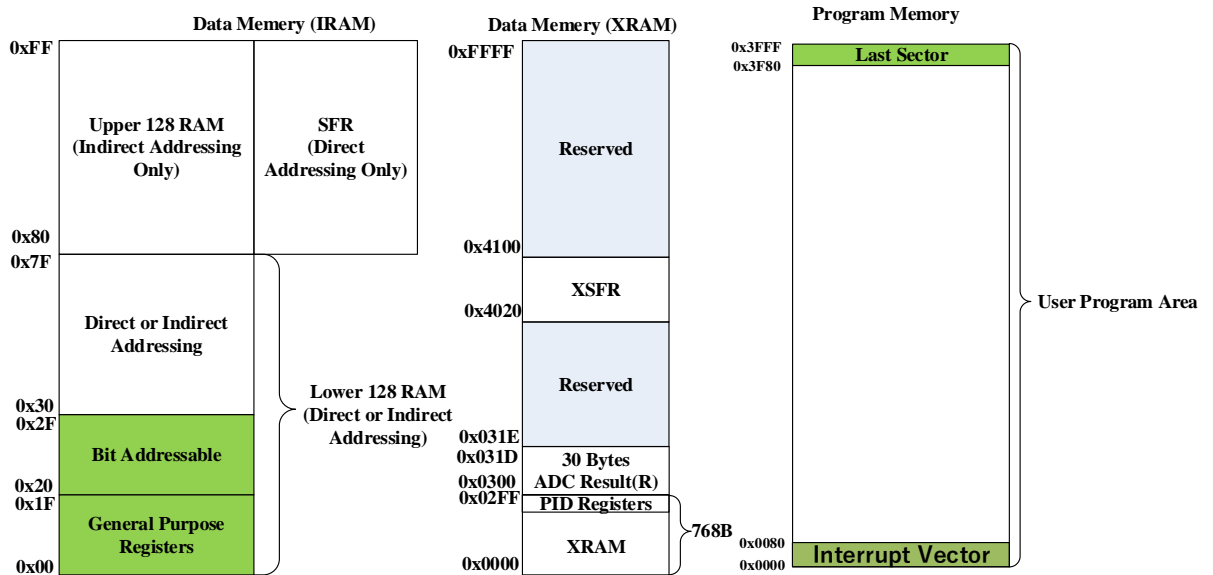 Data Memery (IRAM)
0xFF
Upper 128 RAM
(Indirect Addressing
Only)
SFR
(Direct
Addressing Only)
0x80
0x7F
Direct or Indirect
Addressing
0x30
0x2F
Bit Addressable
0x20
0x1F
General Purpose
Registers
0x00
Lower 128 RAM
(Direct or Indirect
Addressing)
Data Memery (XRAM)
0xFFFF
Reserved
0x4100
XSFR
0x4020
Reserved
0x031E
0x031D
30 Bytes
ADC Result(R)
0x0300
0x02FF
PID Registers
768B
XRAM
0x0000
Program Memory
0x3FFF
Last Sector
0x3F80
User Program Area
0x0080
Interrupt Vector
0x0000